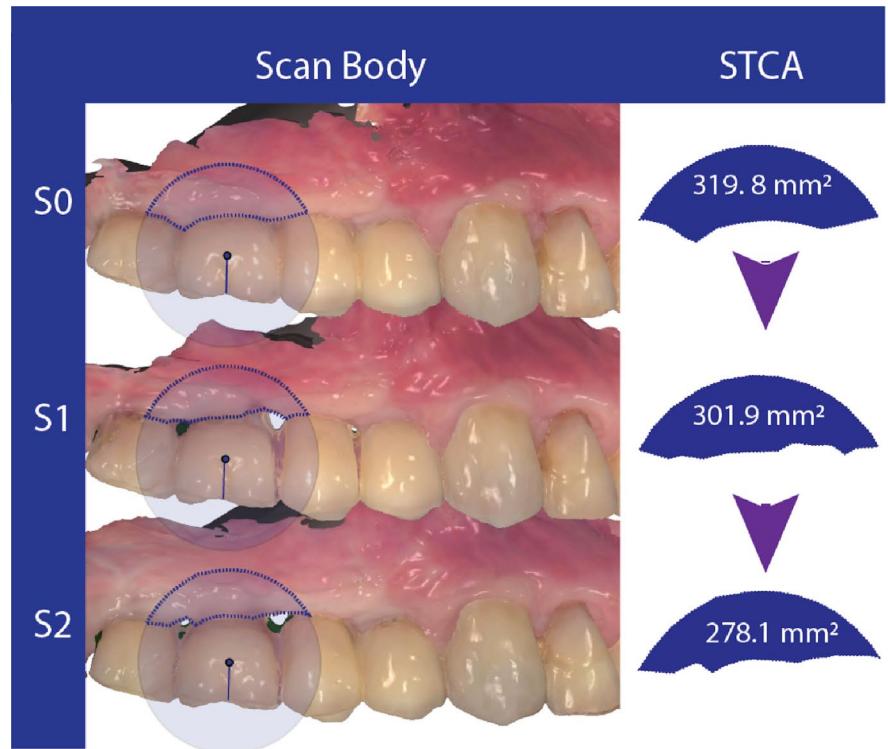 Scan Body
STCA
S0
319. 8 mm²
S1
301.9 mm²
S2
278.1 mm²